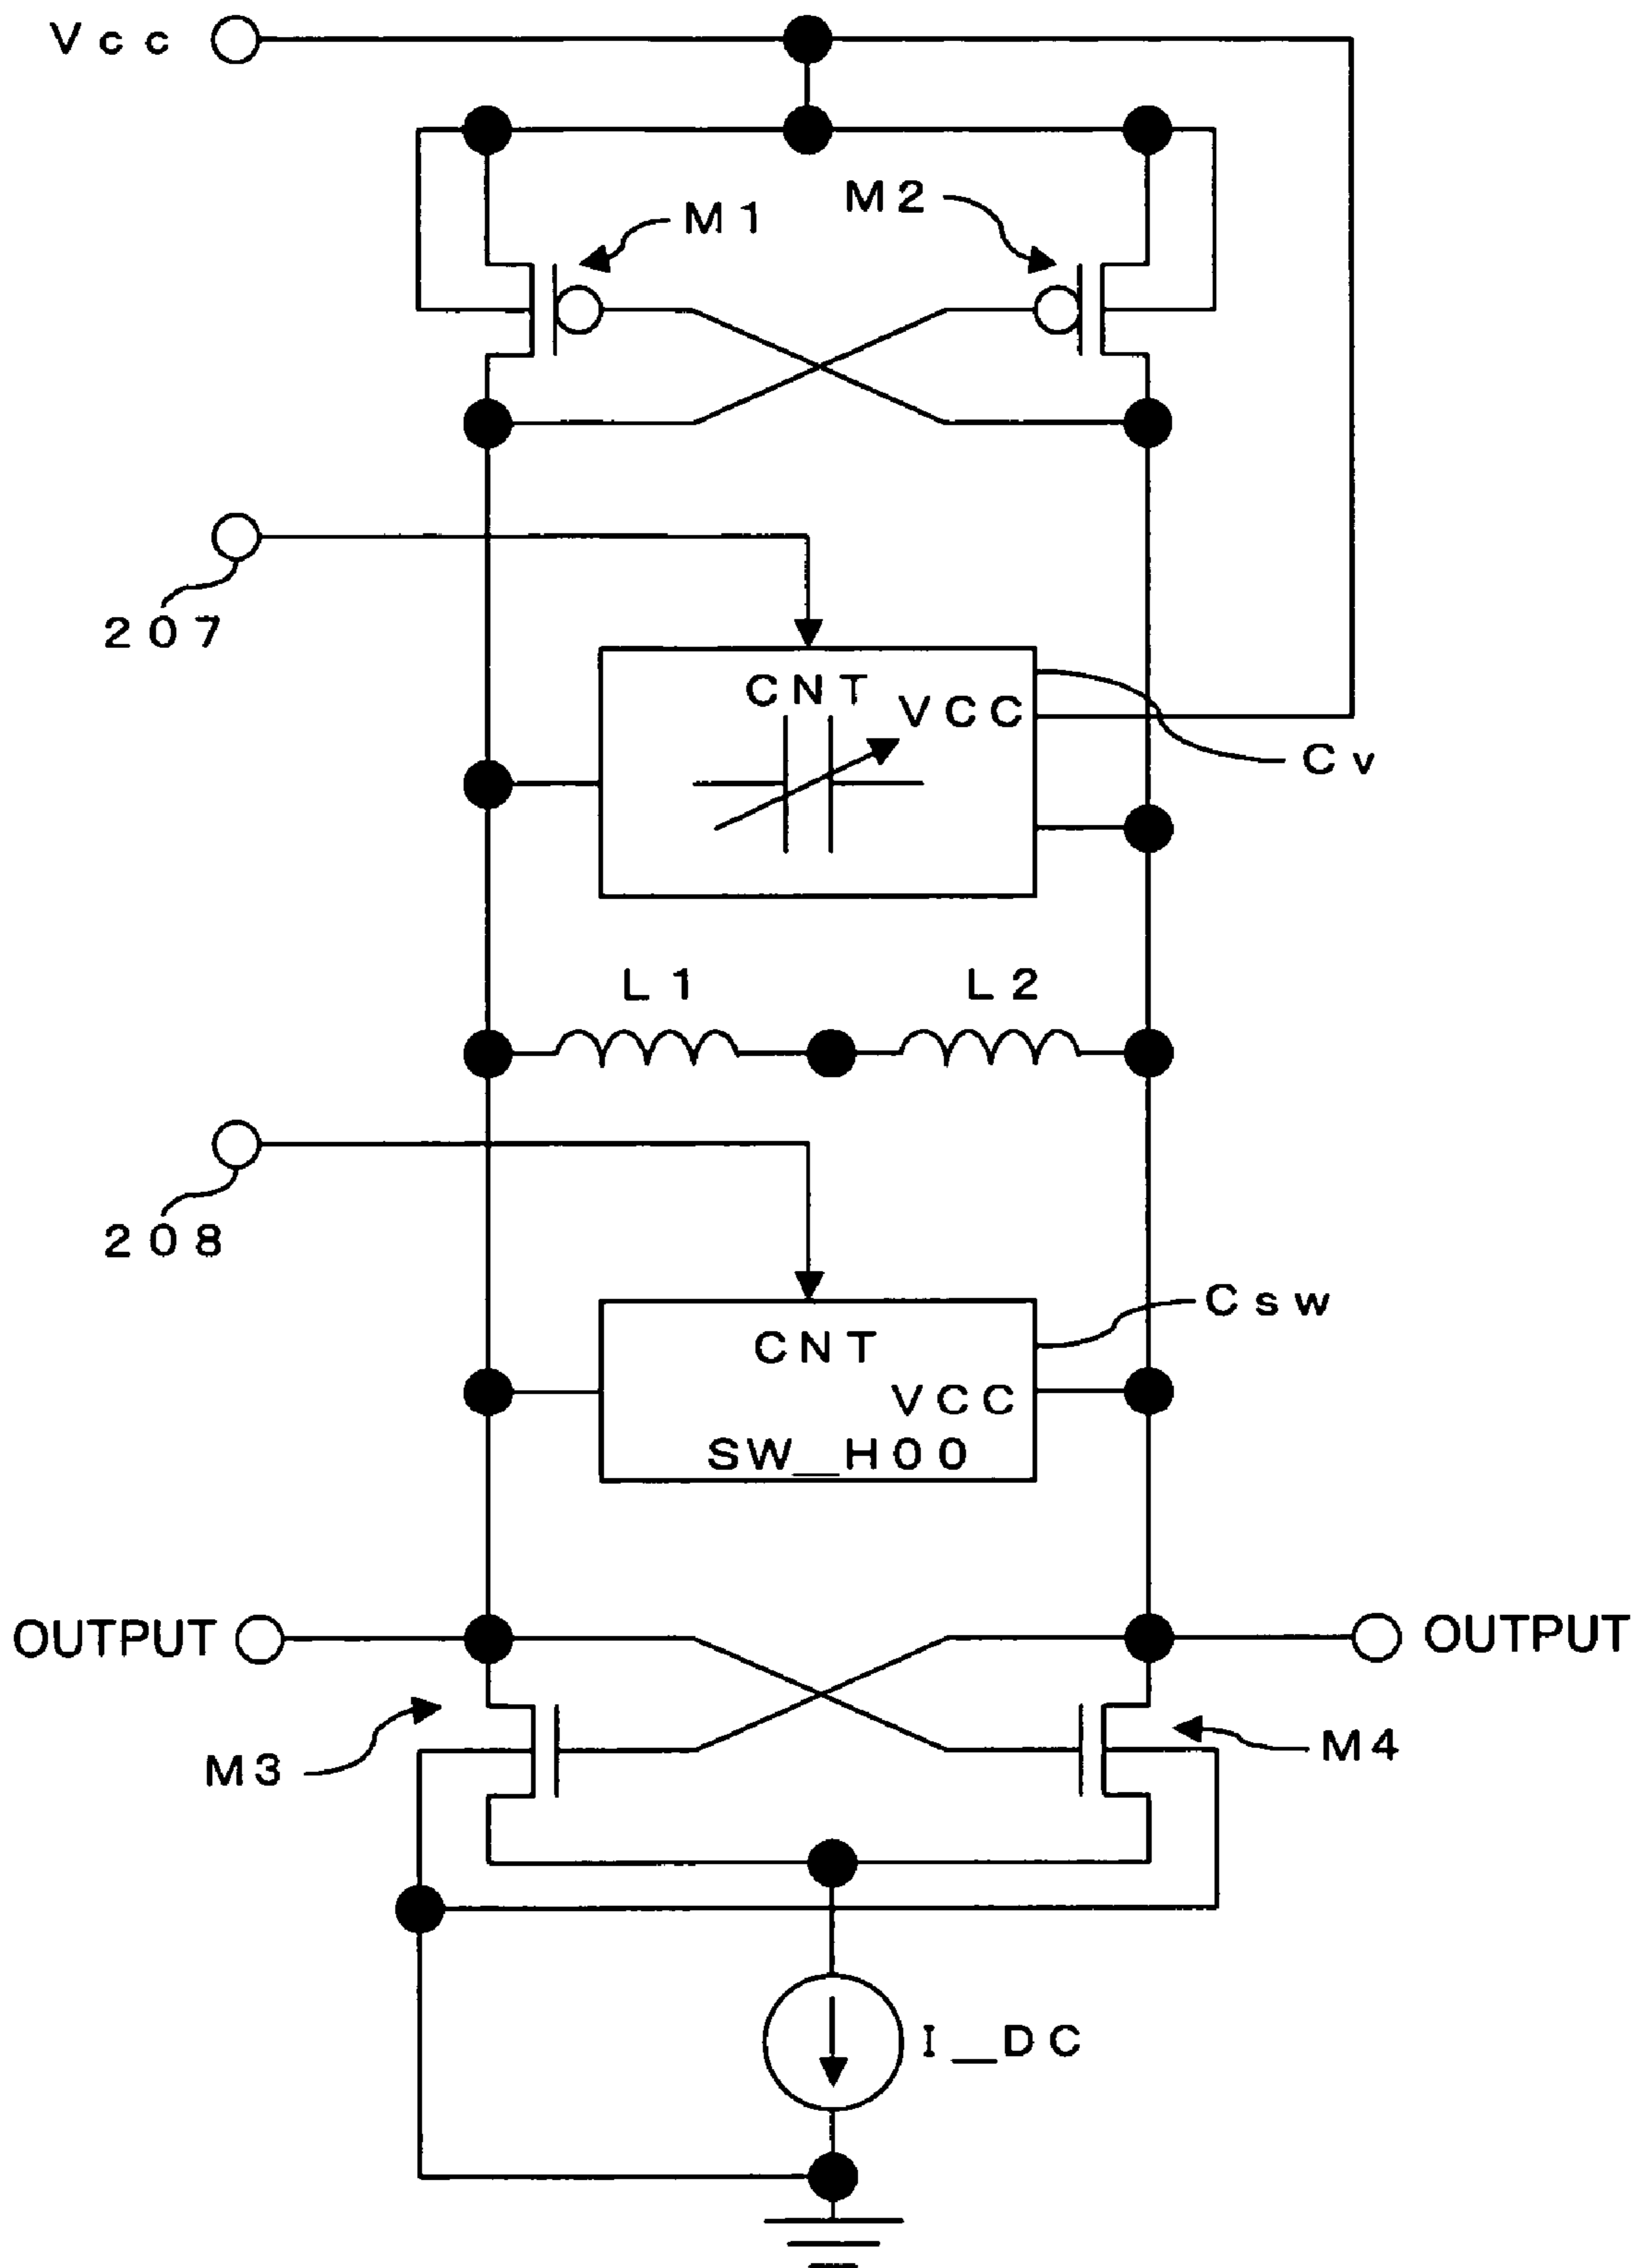 Vcc
M1
M2
207
CNT
VCC
Cv
L1
L2
208
Csw
CNT
VCC
SW_H00
OUTPUT
OUTPUT
M3
M4
I_DC